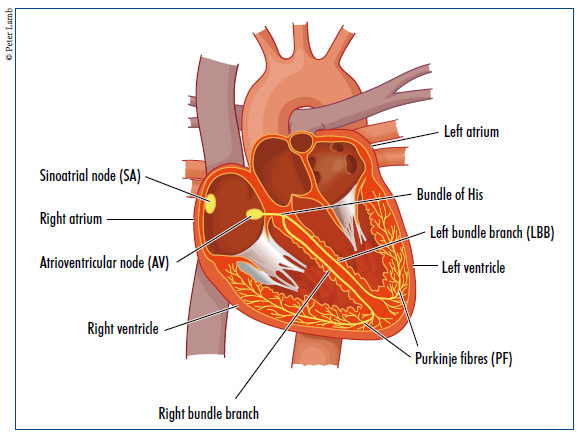 © Peter Lamb
Left atrium
Sinoatrial node (SA)
Bundle of His
Right atrium
Left bundle branch (LBB)
Atrioventricular node (AV)
Left ventricle
Right ventricle
Purkinje fibres (PF)
Right bundle branch